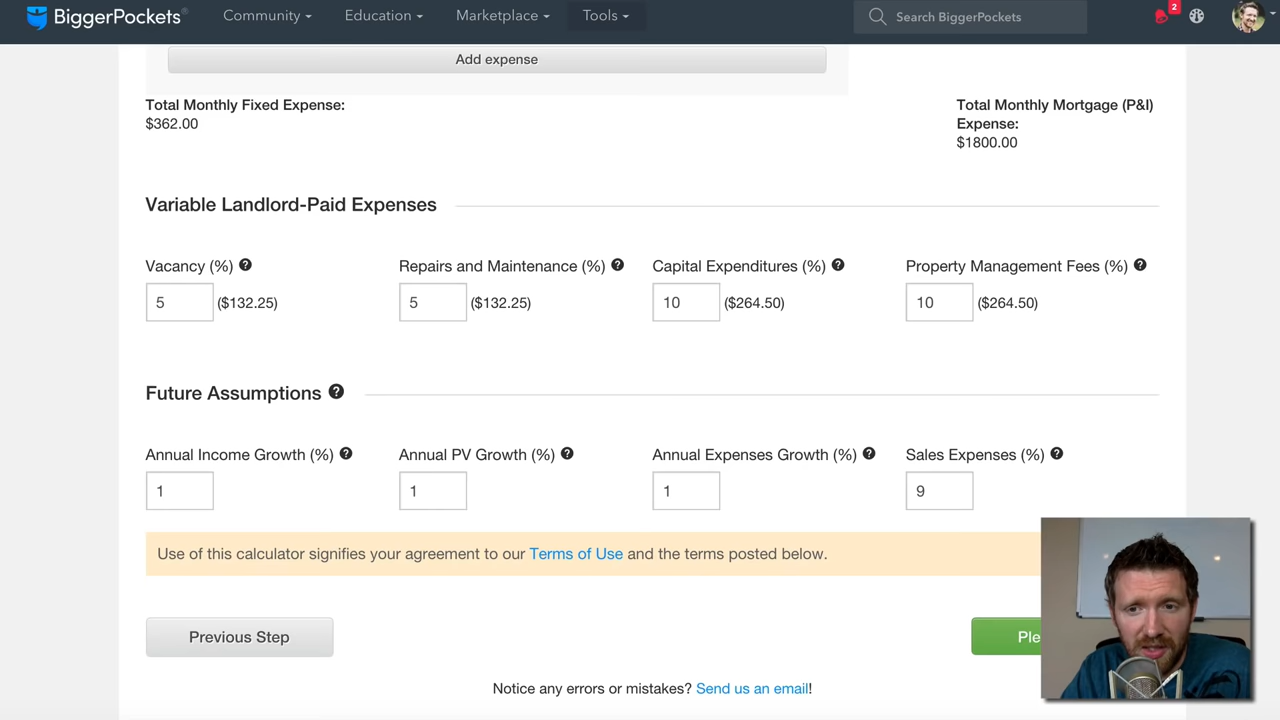 BiggerPockets®
Community
Education
Marketplace
Tools
Search BiggerPockets
2
Add expense
Total Monthly Fixed Expense:
$362.00
Total Monthly Mortgage (P&I)
Expense:
$1800.00
Variable Landlord-Paid Expenses
Vacancy (%) ?
Repairs and Maintenance (%) ?
Capital Expenditures (%) ?
Property Management Fees (%) ?
5 ($132.25)
5 ($132.25)
10 ($264.50)
10 ($264.50)
Future Assumptions ?
Annual Income Growth (%) ?
Annual PV Growth (%) ?
Annual Expenses Growth (%) ?
Sales Expenses (%) ?
1
1
1
9
Use of this calculator signifies your agreement to our Terms of Use and the terms posted below.
Previous Step
Ple
Notice any errors or mistakes? Send us an email!